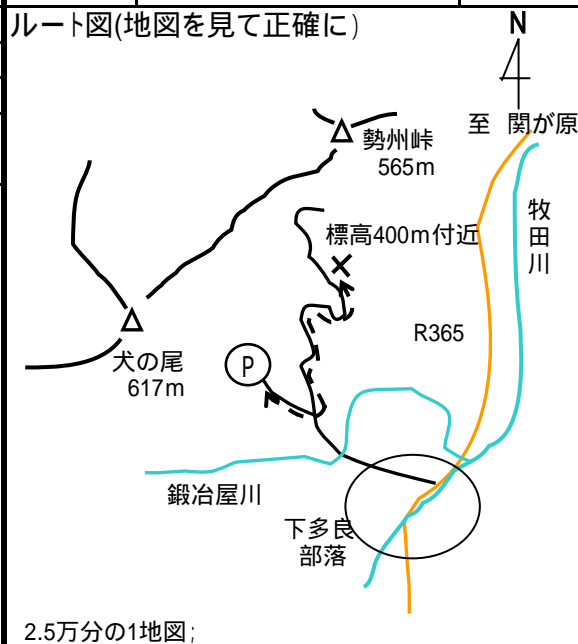 ルート図(地図を見て正確に)
N
至 関が原
勢州峠
565m
牧田川
標高400m付近
R365
犬の尾
617m
P
鍛冶屋川
下多良
部落
2.5万分の1地図;